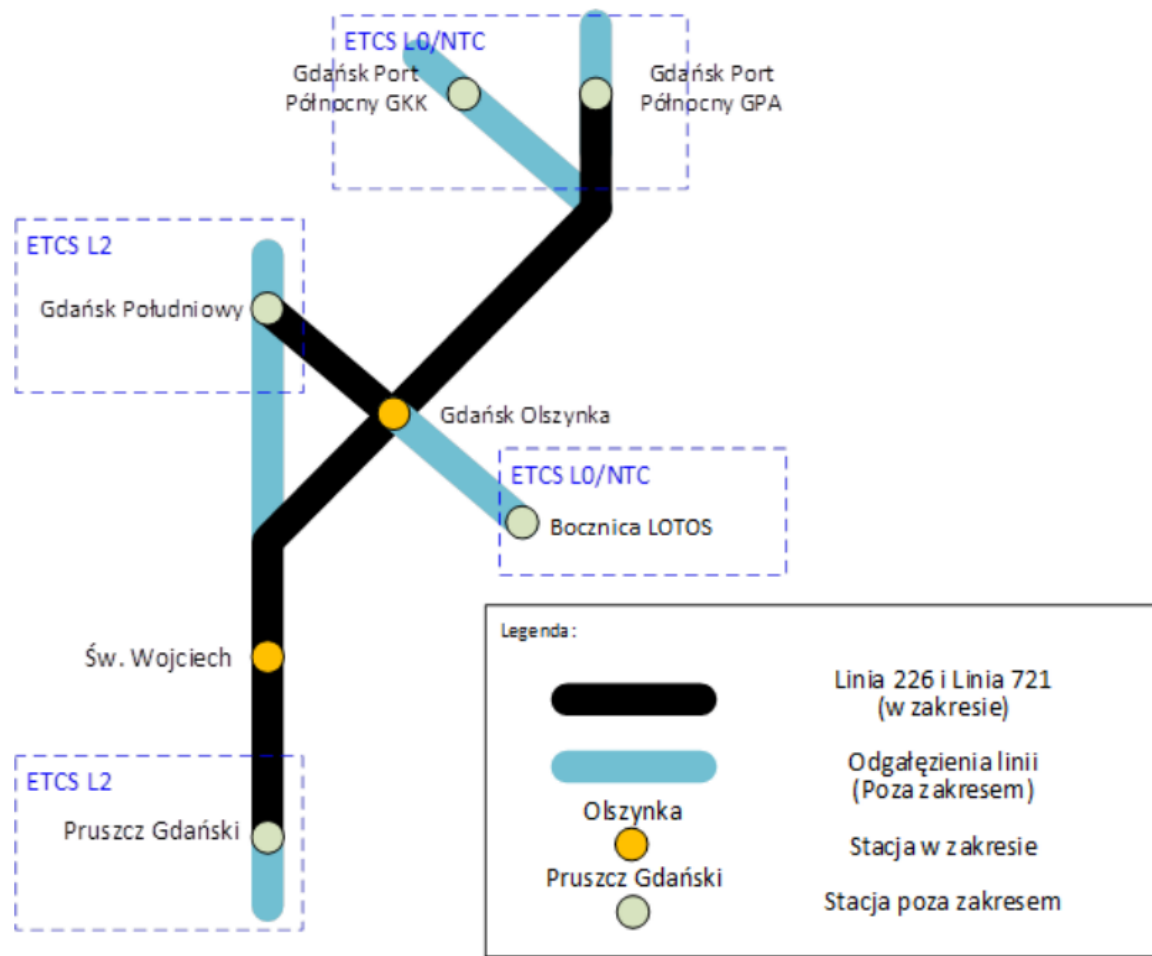 ETCS L0/NTC
Gdańsk Port
Północny GKK
Gdańsk Port
Północny GPA
ETCS L2
Gdańsk Południowy
Gdańsk Olszynka
ETCS L0/NTC
Bocznica LOTOS
Św. Wojciech
ETCS L2
Pruszcz Gdański
Legenda:
Linia 226 i Linia 721
(w zakresie)
Odgałęzienia linii
(Poza zakresem)
Olszynka
Stacja w zakresie
Pruszcz Gdański
Stacja poza zakresem